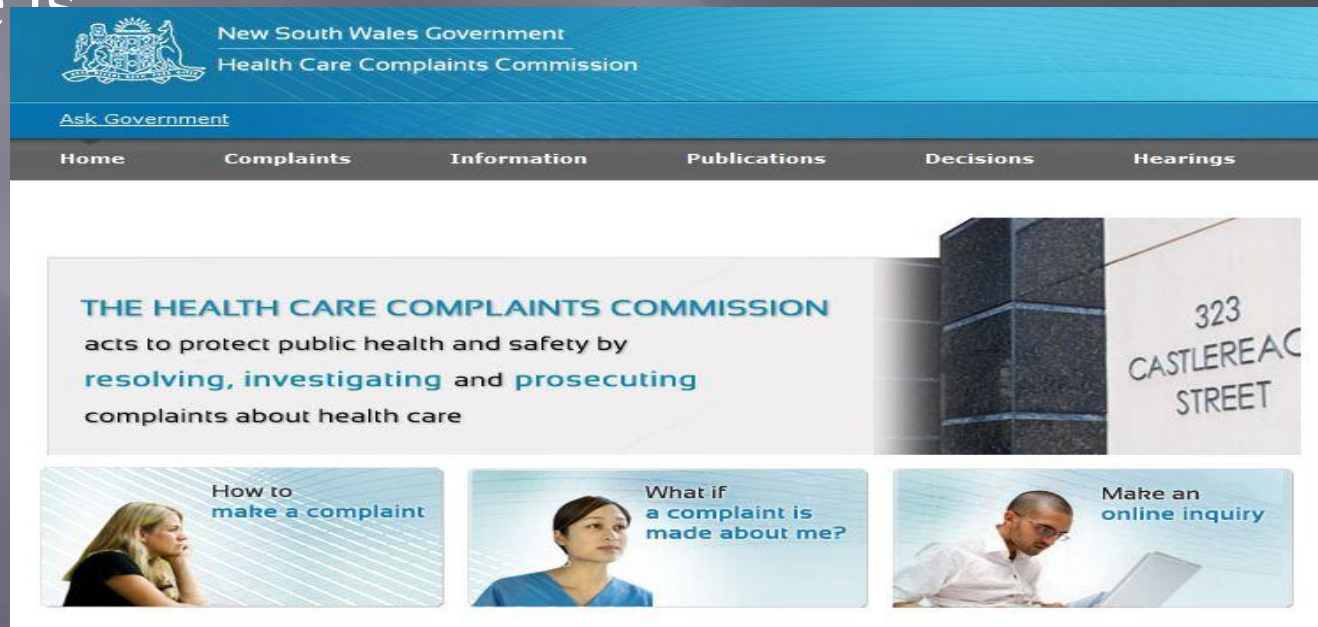 New South Wales Government
Health Care Complaints Commission
Ask Government
Home Complaints Information Publications Decisions Hearings
THE HEALTH CARE COMPLAINTS COMMISSION
acts to protect public health and safety by
resolving, investigating and prosecuting
complaints about health care
323
CASTLEREAC
STREET
How to
make a complaint
What if
a complaint is
made about me?
Make an
online inquiry